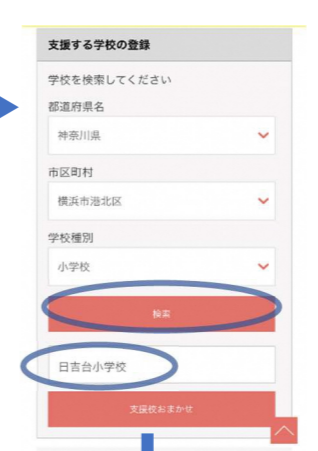 支援する学校の登録
学校を検索してください
都道府県名
神奈川県
市区町村
横浜市港北区
学校種別
小学校
検索
日吉台小学校
支援校おまかせ